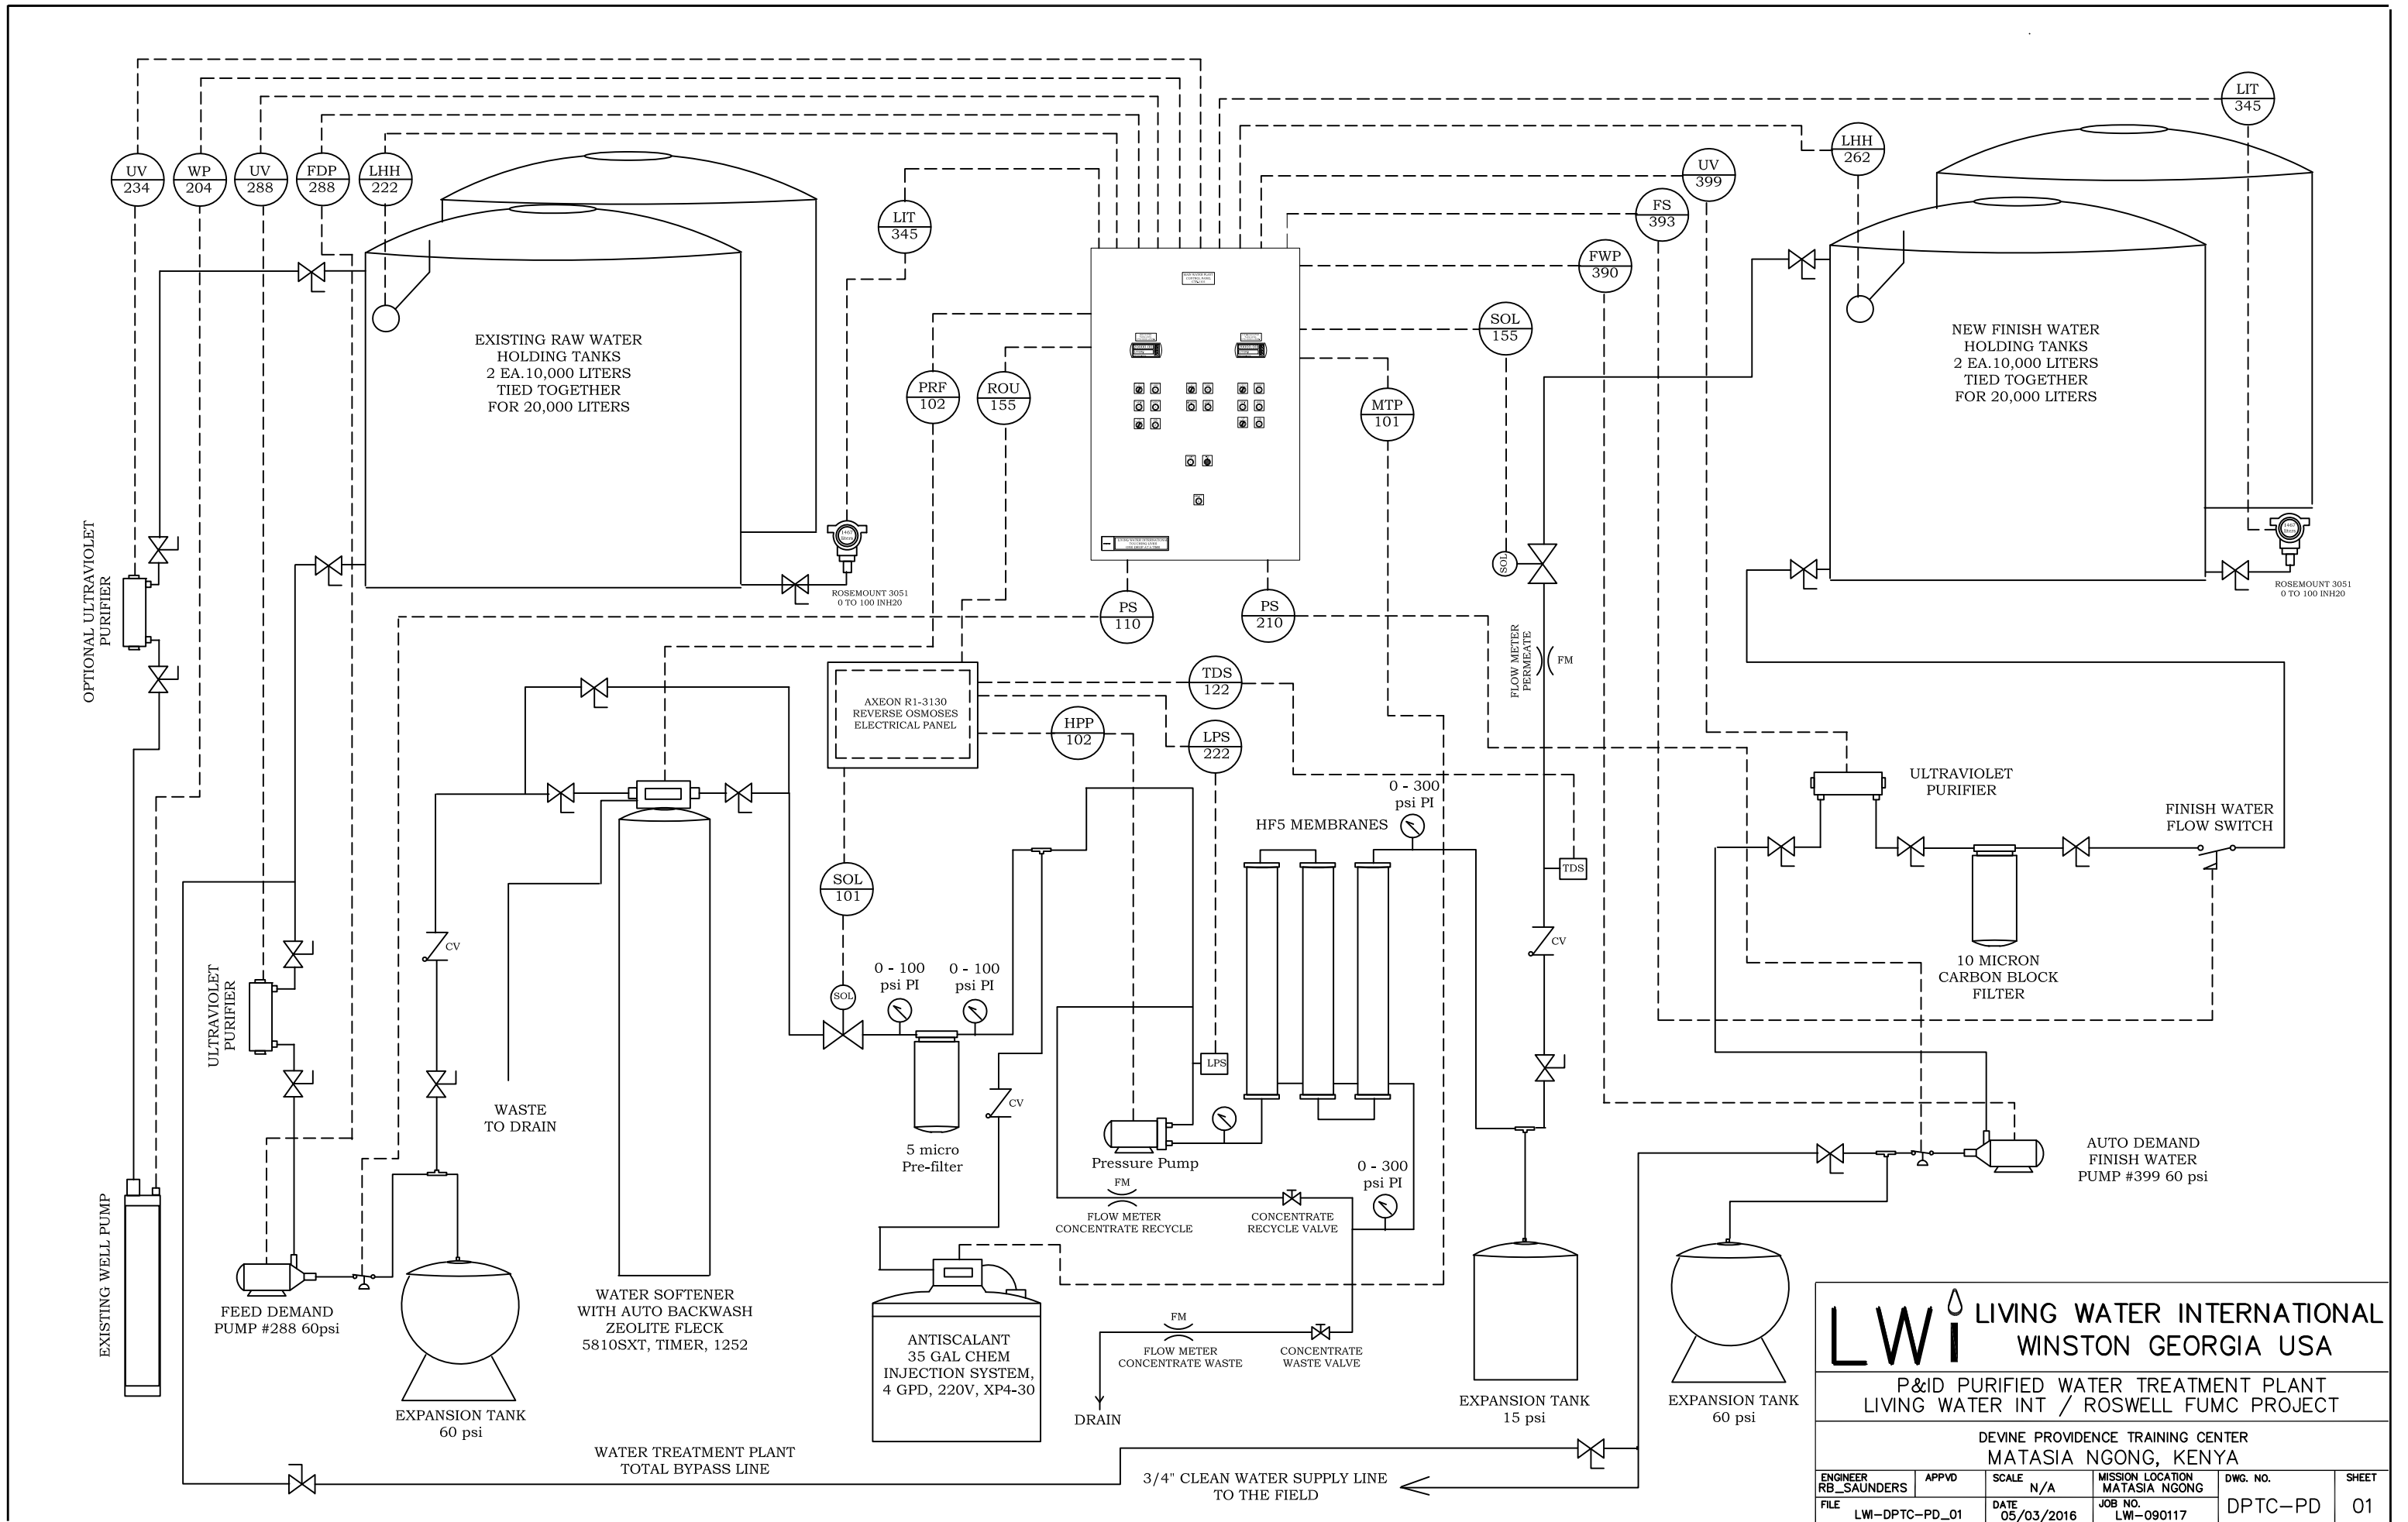 UV
234
WP
204
UV
288
FDP
288
LHH
222
LIT
345
PRF
102
ROU
155
EXISTING RAW WATER
HOLDING TANKS
2 EA.10,000 LITERS
TIED TOGETHER
FOR 20,000 LITERS
ROSEMOUNT 3051
0 TO 100 INH20
OPTIONAL ULTRAVIOLET
PURIFIER
LIT
345
LHH
262
UV
399
FS
393
FWP
390
SOL
155
MTP
101
SOL
NEW FINISH WATER
HOLDING TANKS
2 EA.10,000 LITERS
TIED TOGETHER
FOR 20,000 LITERS
ROSEMOUNT 3051
0 TO 100 INH20
PS
110
PS
210
TDS
122
LPS
222
HPP
102
AXEON R1-3130
REVERSE OSMOSES
ELECTRICAL PANEL
FLOW METER
PERMEATE
FM
0 - 300
psi PI
HF5 MEMBRANES
TDS
CV
ULTRAVIOLET
PURIFIER
FINISH WATER
FLOW SWITCH
10 MICRON
CARBON BLOCK
FILTER
SOL
101
SOL
0 - 100
psi PI
0 - 100
psi PI
CV
ULTRAVIOLET
PURIFIER
WASTE
TO DRAIN
5 micro
Pre-filter
CV
LPS
Pressure Pump
FM
FLOW METER
CONCENTRATE RECYCLE
CONCENTRATE
RECYCLE VALVE
0 - 300
psi PI
AUTO DEMAND
FINISH WATER
PUMP #399 60 psi
EXISTING WELL PUMP
FEED DEMAND
PUMP #288 60psi
EXPANSION TANK
60 psi
WATER SOFTENER
WITH AUTO BACKWASH
ZEOLITE FLECK
5810SXT, TIMER, 1252
ANTISCALANT
35 GAL CHEM
INJECTION SYSTEM,
4 GPD, 220V, XP4-30
FM
FLOW METER
CONCENTRATE WASTE
CONCENTRATE
WASTE VALVE
DRAIN
EXPANSION TANK
15 psi
EXPANSION TANK
60 psi
WATER TREATMENT PLANT
TOTAL BYPASS LINE
3/4" CLEAN WATER SUPPLY LINE
TO THE FIELD
LWi
LIVING WATER INTERNATIONAL
WINSTON GEORGIA USA
P&ID PURIFIED WATER TREATMENT PLANT
LIVING WATER INT / ROSWELL FUMC PROJECT
DEVINE PROVIDENCE TRAINING CENTER
MATASIA NGONG, KENYA
ENGINEER
RB_SAUNDERS
APPVD
SCALE
N/A
MISSION LOCATION
MATASIA NGONG
DWG. NO.
DPTC-PD
SHEET
01
FILE
LWI-DPTC-PD_01
DATE
05/03/2016
JOB NO.
LWI-090117